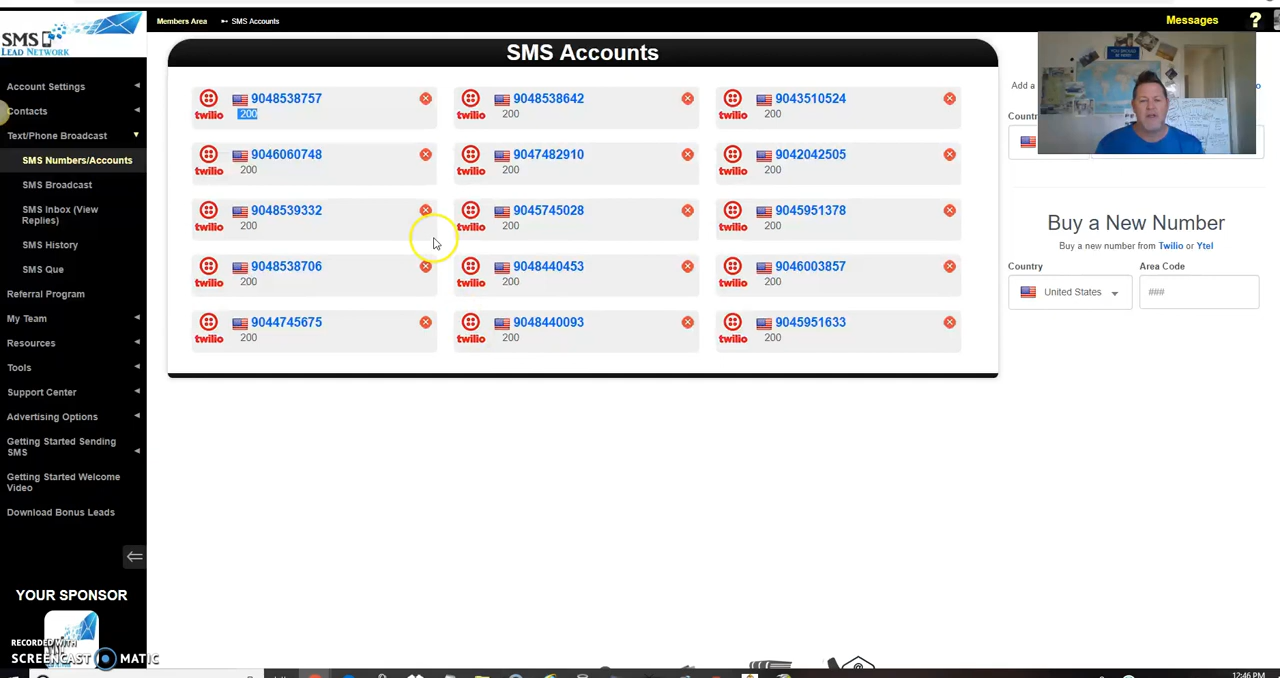 Members Area ➸ SMS Accounts
Messages ?
SMS
LEAD NETWORK
Account Settings
Contacts
Text/Phone Broadcast
SMS Numbers/Accounts
SMS Broadcast
SMS Inbox (View
Replies)
SMS History
SMS Que
Referral Program
My Team
Resources
Tools
Support Center
Advertising Options
Getting Started Sending
SMS
Getting Started Welcome
Video
Download Bonus Leads
YOUR SPONSOR
RECORDED WITH
SCREENCAST MATIC
SMS Accounts
9048538757
twilio 200
9048538642
twilio 200
9043510524
twilio 200
9046060748
twilio 200
9047482910
twilio 200
9042042505
twilio 200
9048539332
twilio 200
9045745028
twilio 200
9045951378
twilio 200
9048538706
twilio 200
9048440453
twilio 200
9046003857
twilio 200
9044745675
twilio 200
9048440093
twilio 200
9045951633
twilio 200
Add a
Buy a New Number
Buy a new number from Twilio or Ytel
Country Area Code
United States ###
12:46 PM